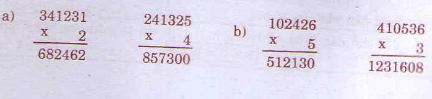 a) 341231 241325 b) 102426 410536
x 2 x 4 x 5 x 3
682462 857300 512130 1231608